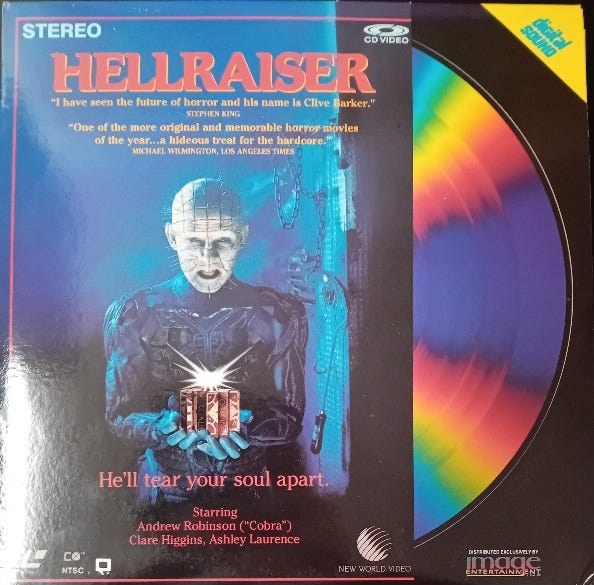 STEREO
CD VIDEO
digital
SOUND
HELLRAISER
“I have seen the future of horror and his name is Clive Barker.”
STEPHEN KING
“One of the more original and memorable horror movies
of the year...a hideous treat for the hardcore.”
MICHAEL WILMINGTON, LOS ANGELES TIMES
He'll tear your soul apart.
Starring
Andrew Robinson (“Cobra”)
Clare Higgins, Ashley Laurence
NTSC
NEW WORLD VIDEO
DISTRIBUTED EXCLUSIVELY BY
image
ENTERTAINMENT